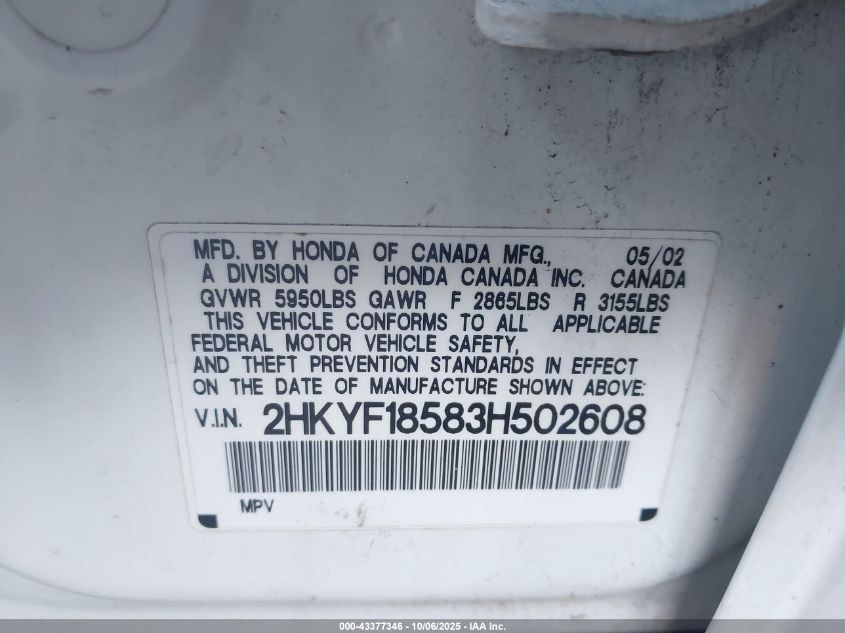 MFD. BY HONDA OF CANADA MFG., 05/02
A DIVISION OF HONDA CANADA INC. CANADA
GVWR 5950LBS GAWR F 2865LBS R 3155LBS
THIS VEHICLE CONFORMS TO ALL APPLICABLE
FEDERAL MOTOR VEHICLE SAFETY,
AND THEFT PREVENTION STANDARDS IN EFFECT
ON THE DATE OF MANUFACTURE SHOWN ABOVE:
V.I.N. 2HKYF18583H502608
MPV
000-43377346 - 10/06/2025 - IAA Inc.